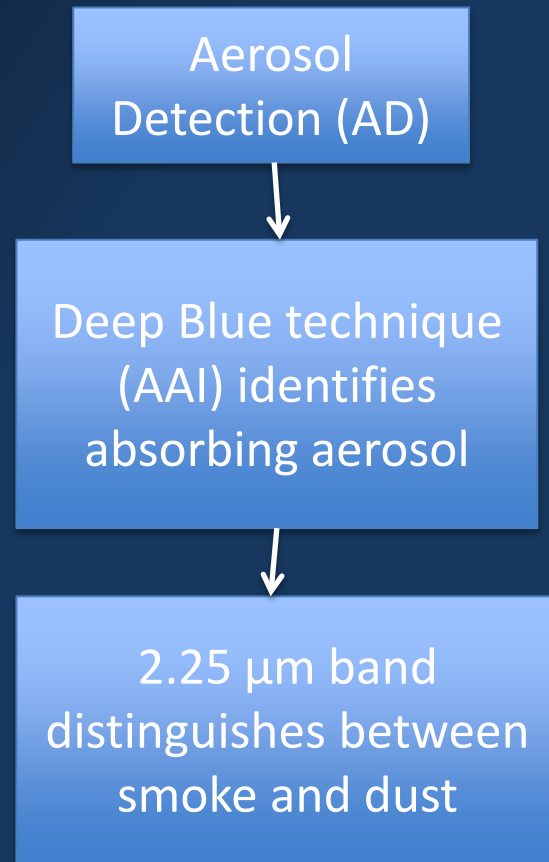 Aerosol
Detection (AD)
Deep Blue technique
(AAI) identifies
absorbing aerosol
2.25 µm band
distinguishes between
smoke and dust